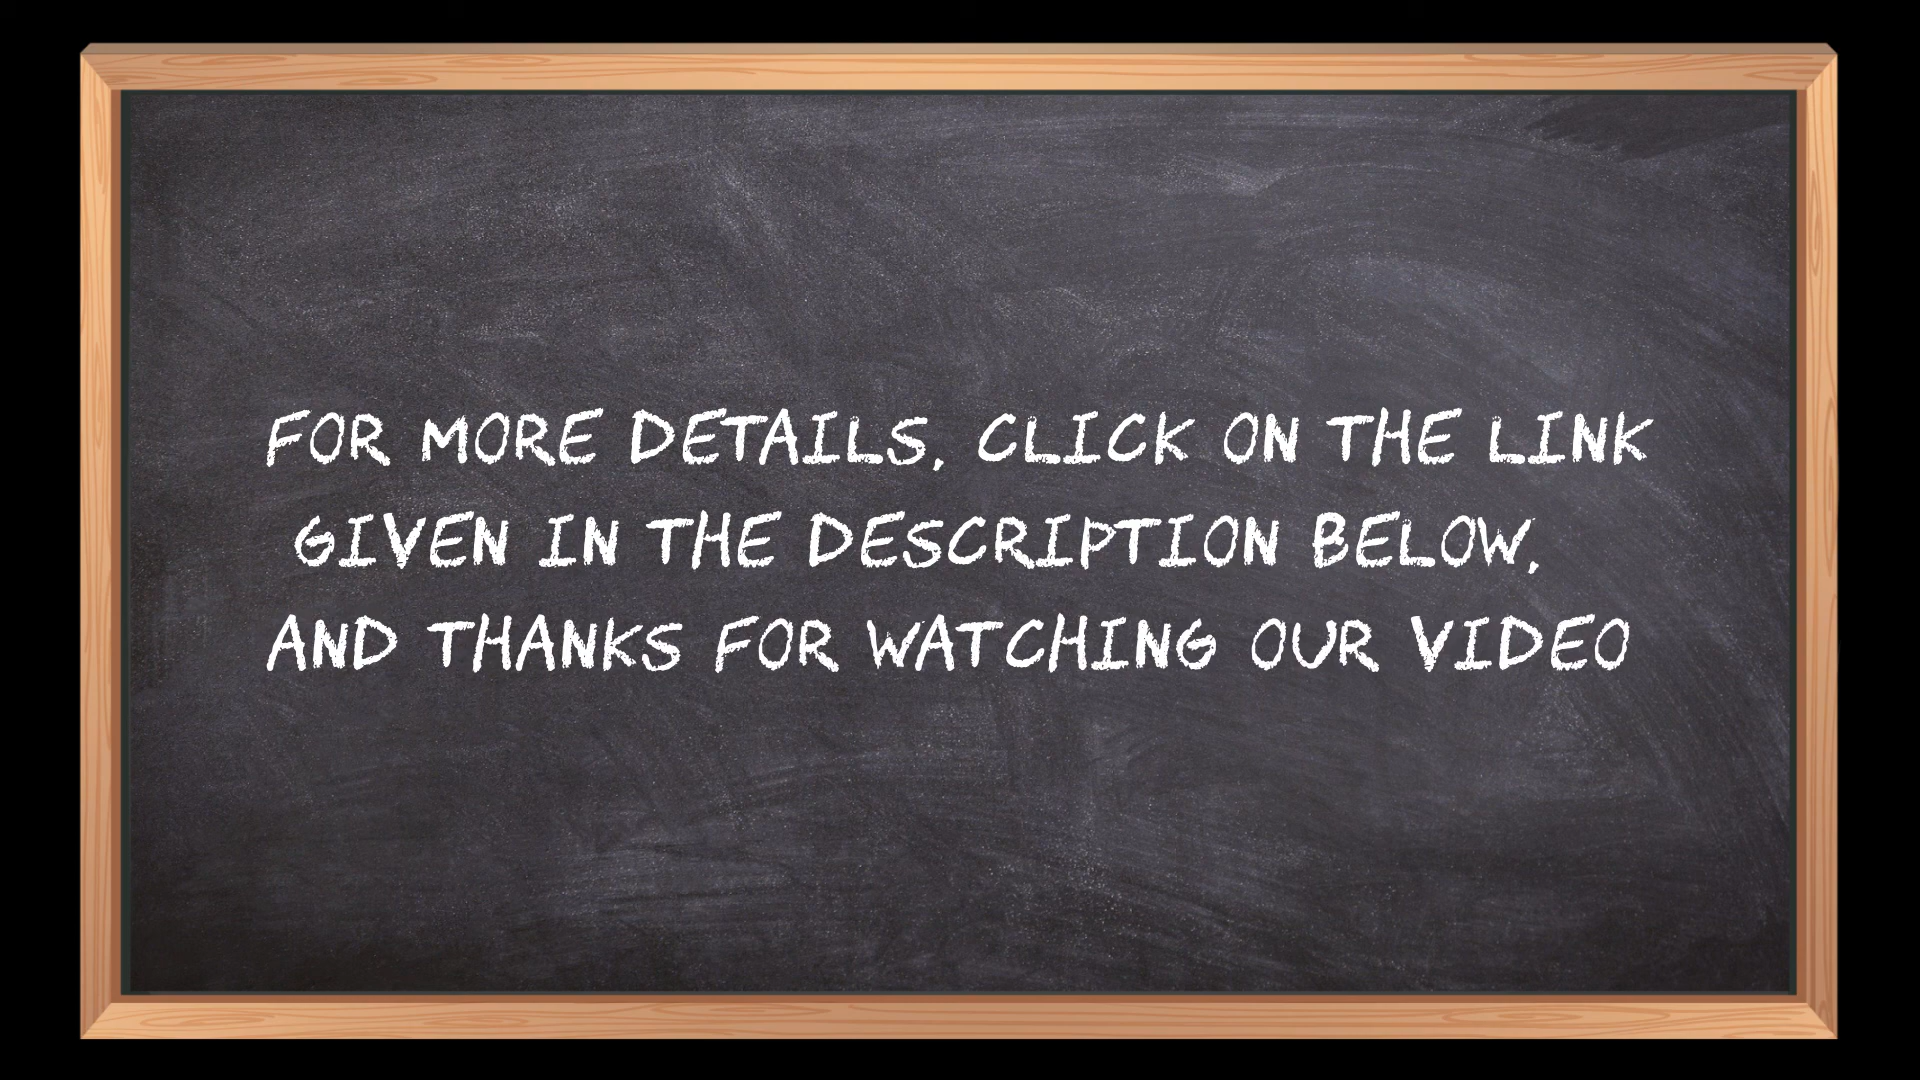 FOR MORE DETAILS, CLICK ON THE LINK
GIVEN IN THE DESCRIPTION BELOW,
AND THANKS FOR WATCHING OUR VIDEO